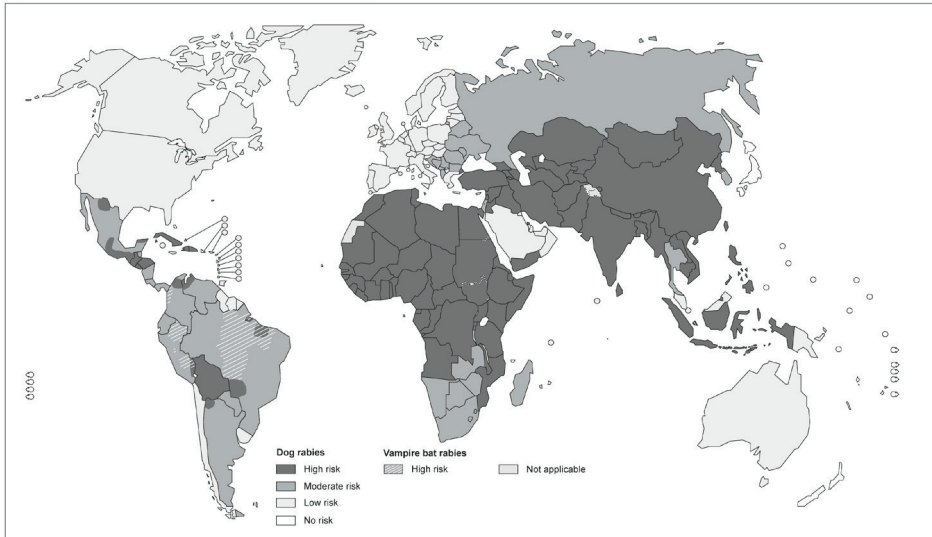 Dog rabies
High risk
Moderate risk
Low risk
No risk
Vampire bat rabies
High risk
Not applicable